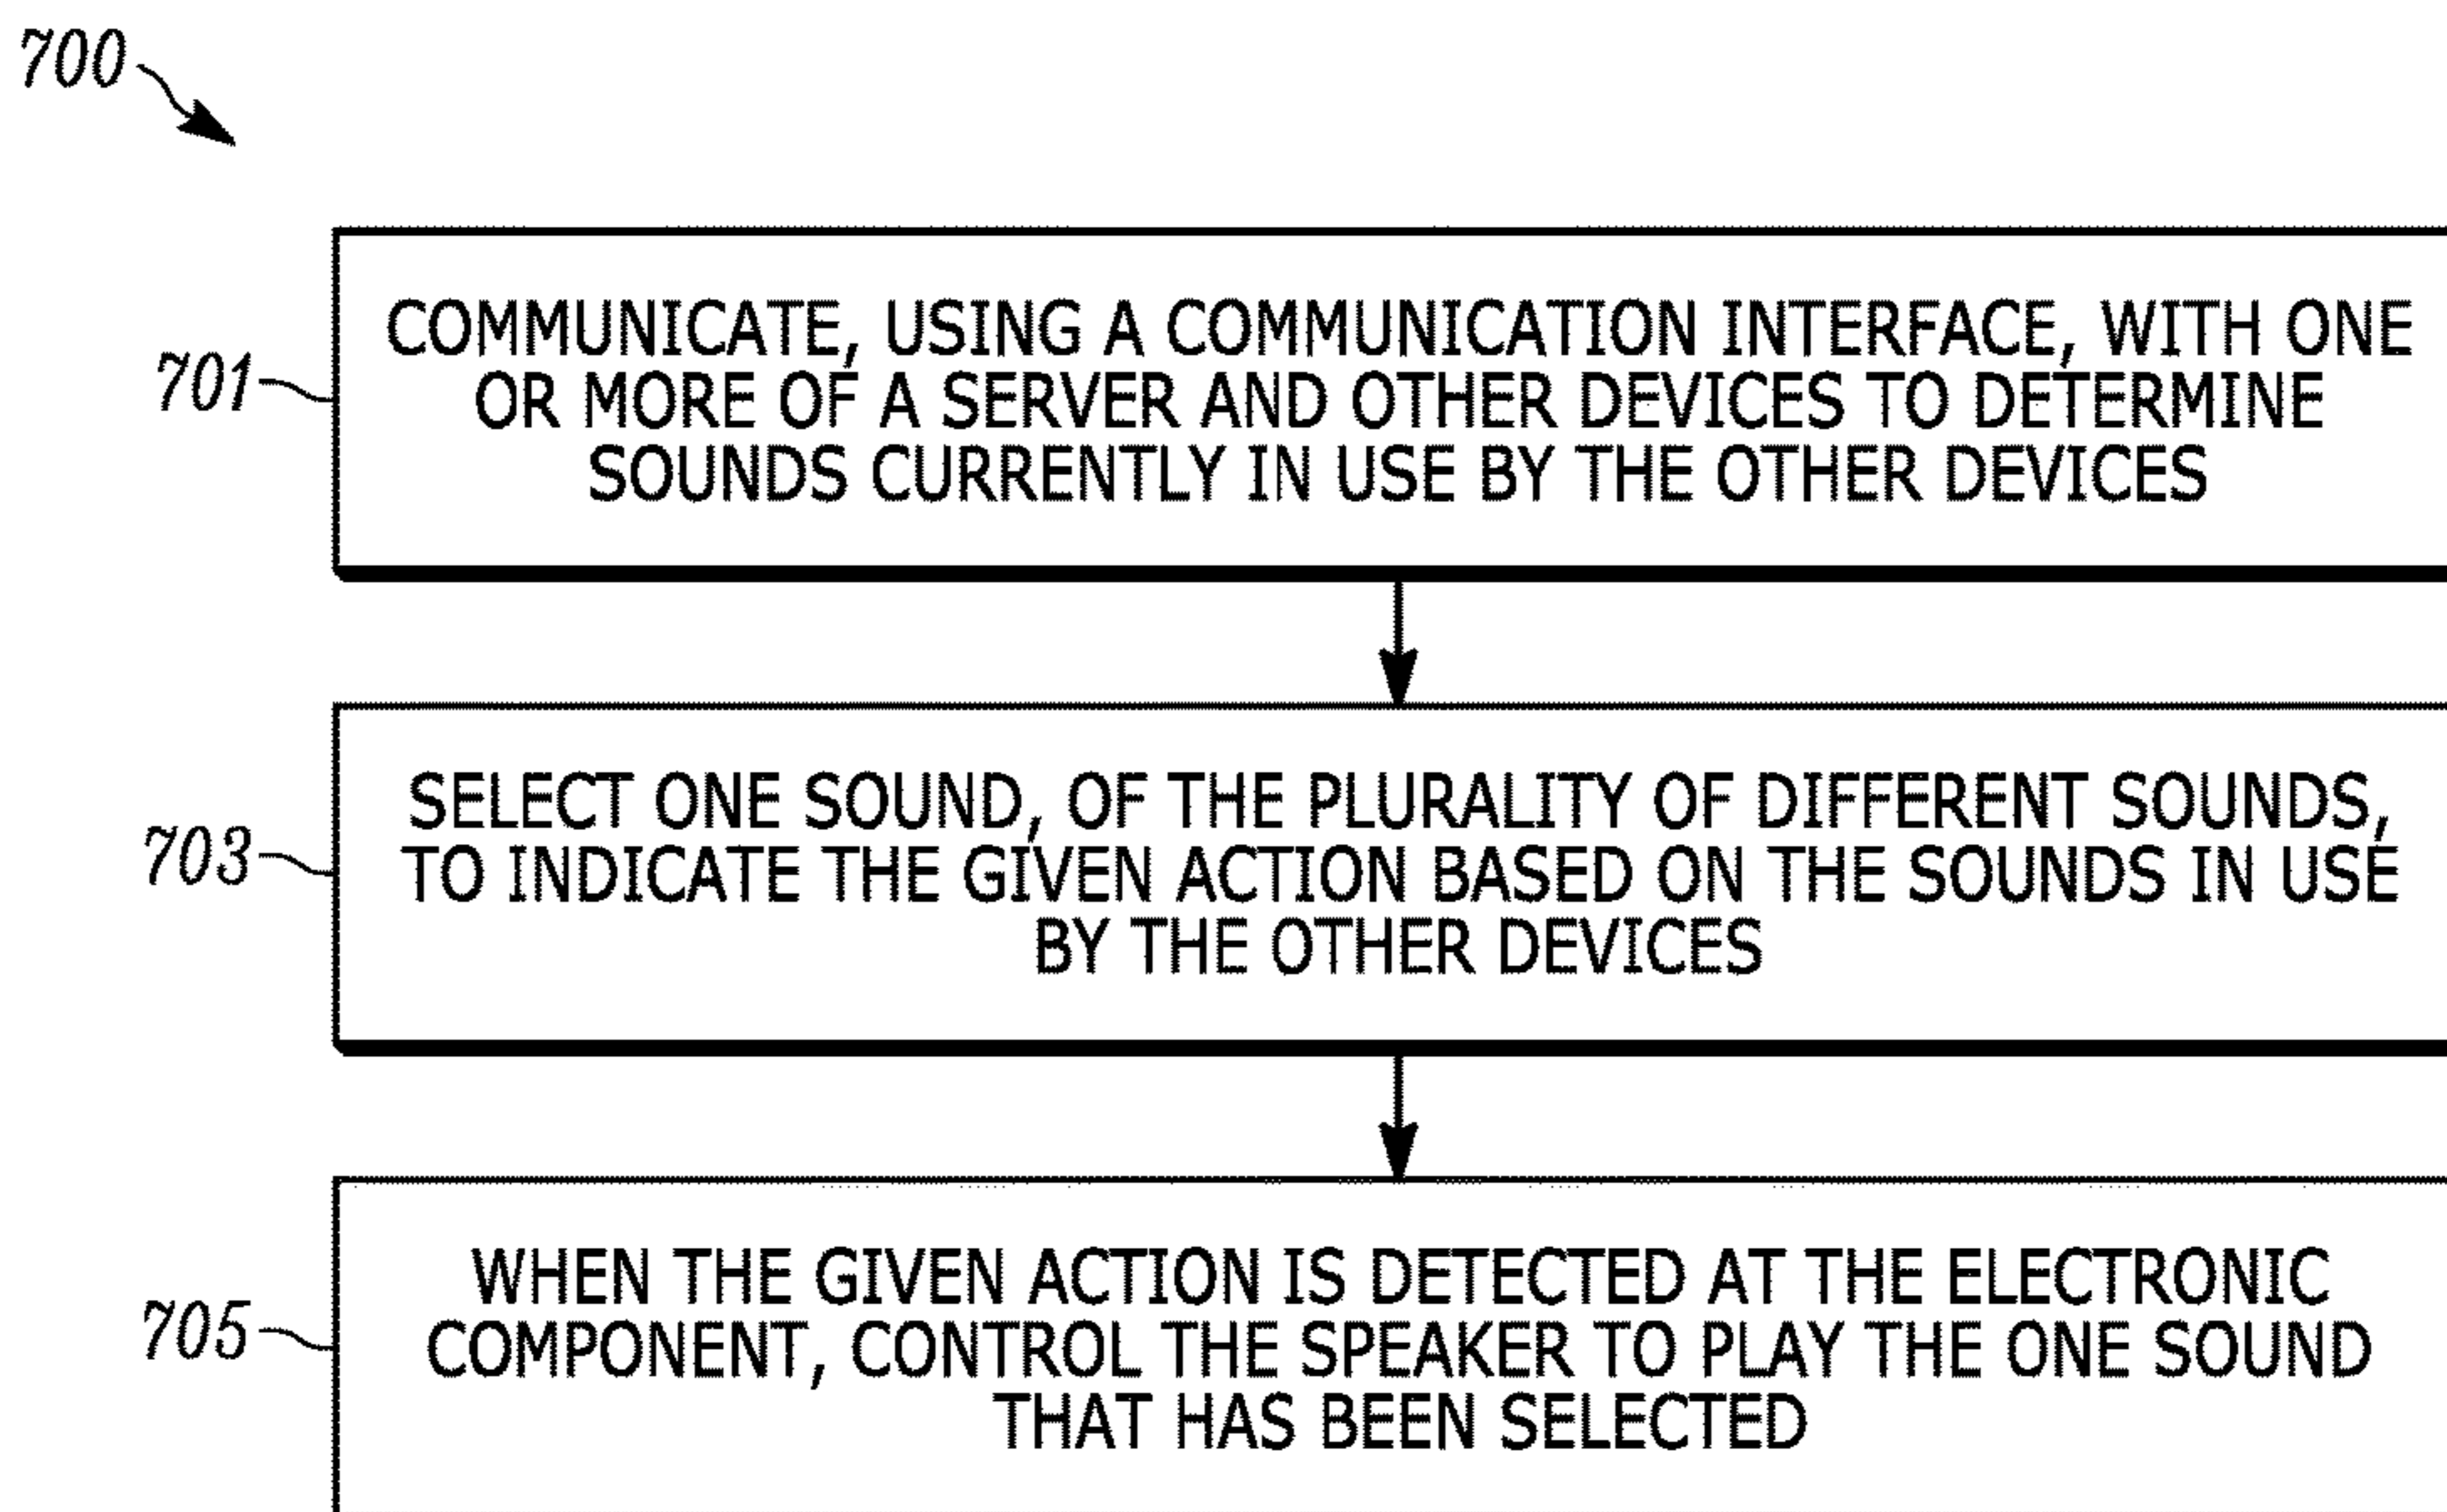 700
701
COMMUNICATE, USING A COMMUNICATION INTERFACE, WITH ONE
OR MORE OF A SERVER AND OTHER DEVICES TO DETERMINE
SOUNDS CURRENTLY IN USE BY THE OTHER DEVICES
703
SELECT ONE SOUND, OF THE PLURALITY OF DIFFERENT SOUNDS,
TO INDICATE THE GIVEN ACTION BASED ON THE SOUNDS IN USE
BY THE OTHER DEVICES
705
WHEN THE GIVEN ACTION IS DETECTED AT THE ELECTRONIC
COMPONENT, CONTROL THE SPEAKER TO PLAY THE ONE SOUND
THAT HAS BEEN SELECTED